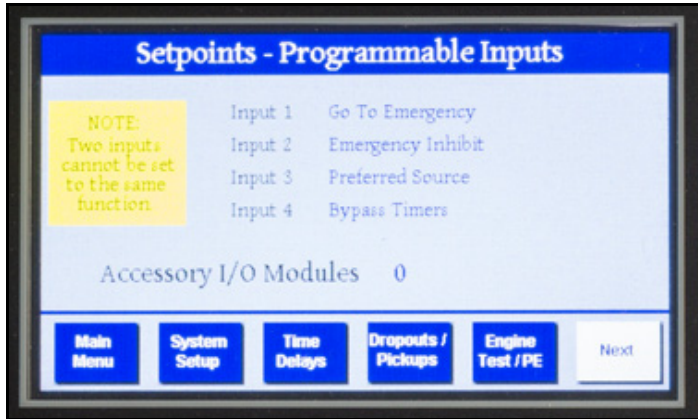 Setpoints - Programmable Inputs
NOTE:
Two inputs
cannot be set
to the same
function.
Input 1 Go To Emergency
Input 2 Emergency Inhibit
Input 3 Preferred Source
Input 4 Bypass Timers
Accessory I/O Modules 0
Main
Menu
System
Setup
Time
Delays
Dropouts /
Pickups
Engine
Test / PE
Next